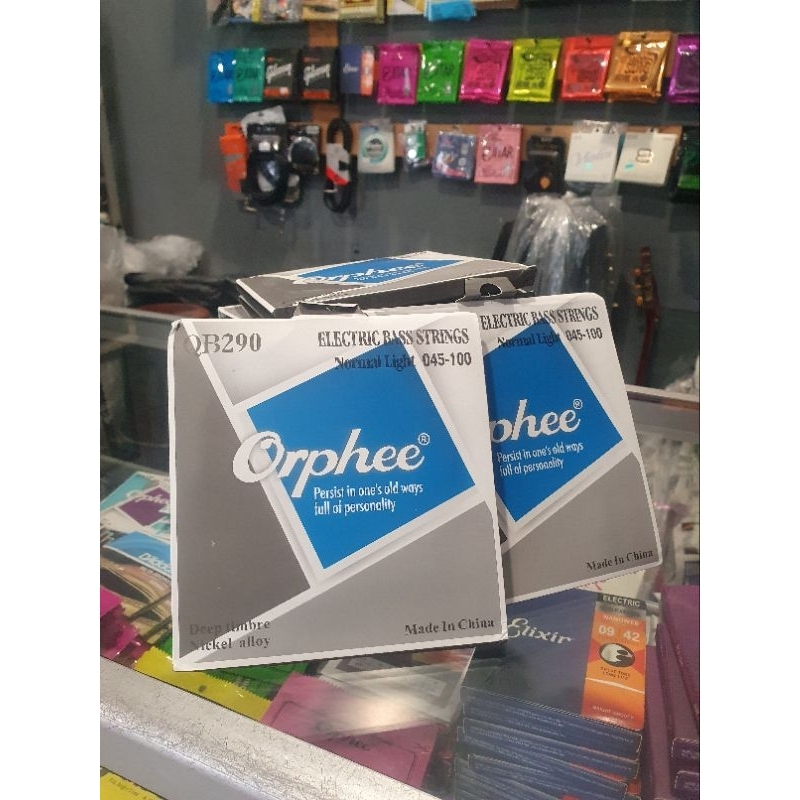 Orphee
QB290
ELECTRIC BASS STRINGS
Normal Light 045-100
Orphee®
Persist in one's old ways
full of personality
Deep timbre
Nickel alloy
Made In China
ELECTRIC BASS STRINGS
Normal Light 045-100
phee®
Persist in one's old ways
full of personality
Made In China
Elixir
ELECTRIC
NANOWEB
09 42